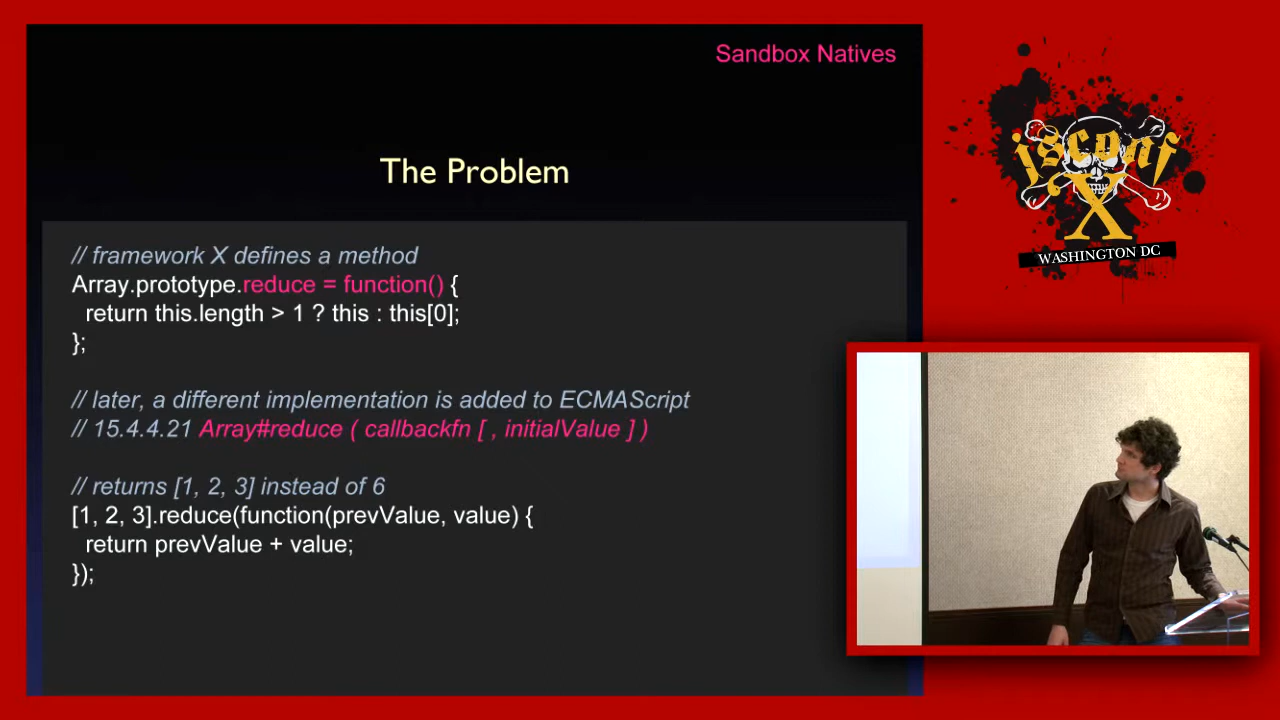 Sandbox Natives
The Problem
// framework X defines a method
Array.prototype.reduce = function() {
return this.length > 1 ? this : this[0];
};
// later, a different implementation is added to ECMAScript
// 15.4.4.21 Array#reduce ( callbackfn [ , initialValue ] )
// returns [1, 2, 3] instead of 6
[1, 2, 3].reduce(function(prevValue, value) {
return prevValue + value;
});
jsconf
X
WASHINGTON DC